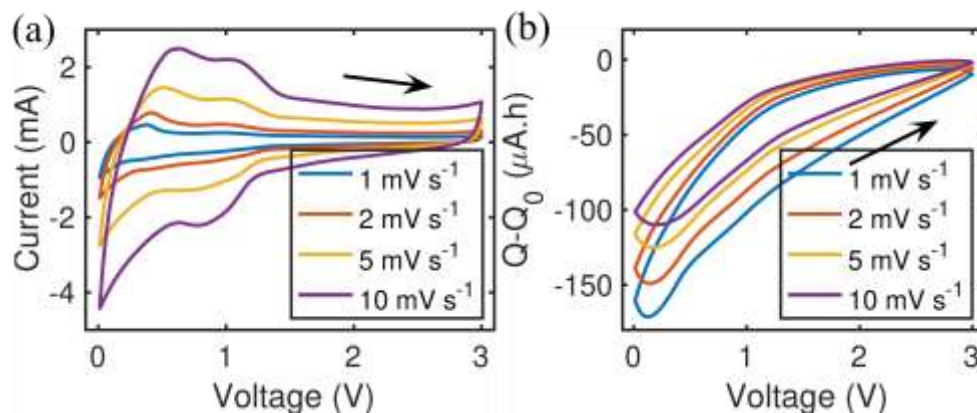 (a)
Current (mA)
2
0
-2
-4
1 mV s⁻¹
2 mV s⁻¹
5 mV s⁻¹
10 mV s⁻¹
0
1
2
3
Voltage (V)
(b)
Q-Q₀ (μA.h)
0
-50
-100
-150
1 mV s⁻¹
2 mV s⁻¹
5 mV s⁻¹
10 mV s⁻¹
0
1
2
3
Voltage (V)